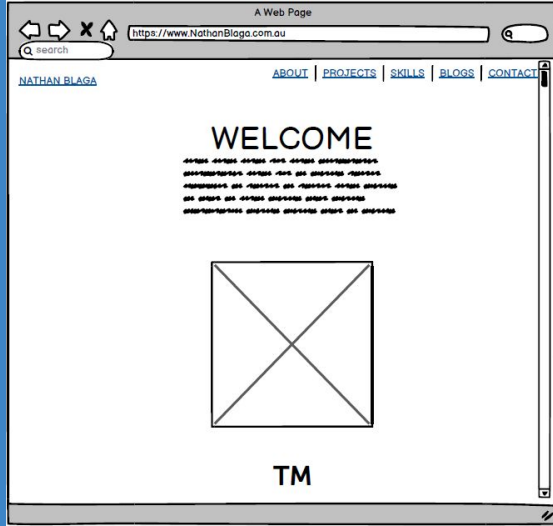 A Web Page
https://www.NathanBlaga.com.au
search
NATHAN BLAGA
ABOUT | PROJECTS | SKILLS | BLOGS | CONTACT
WELCOME
TM